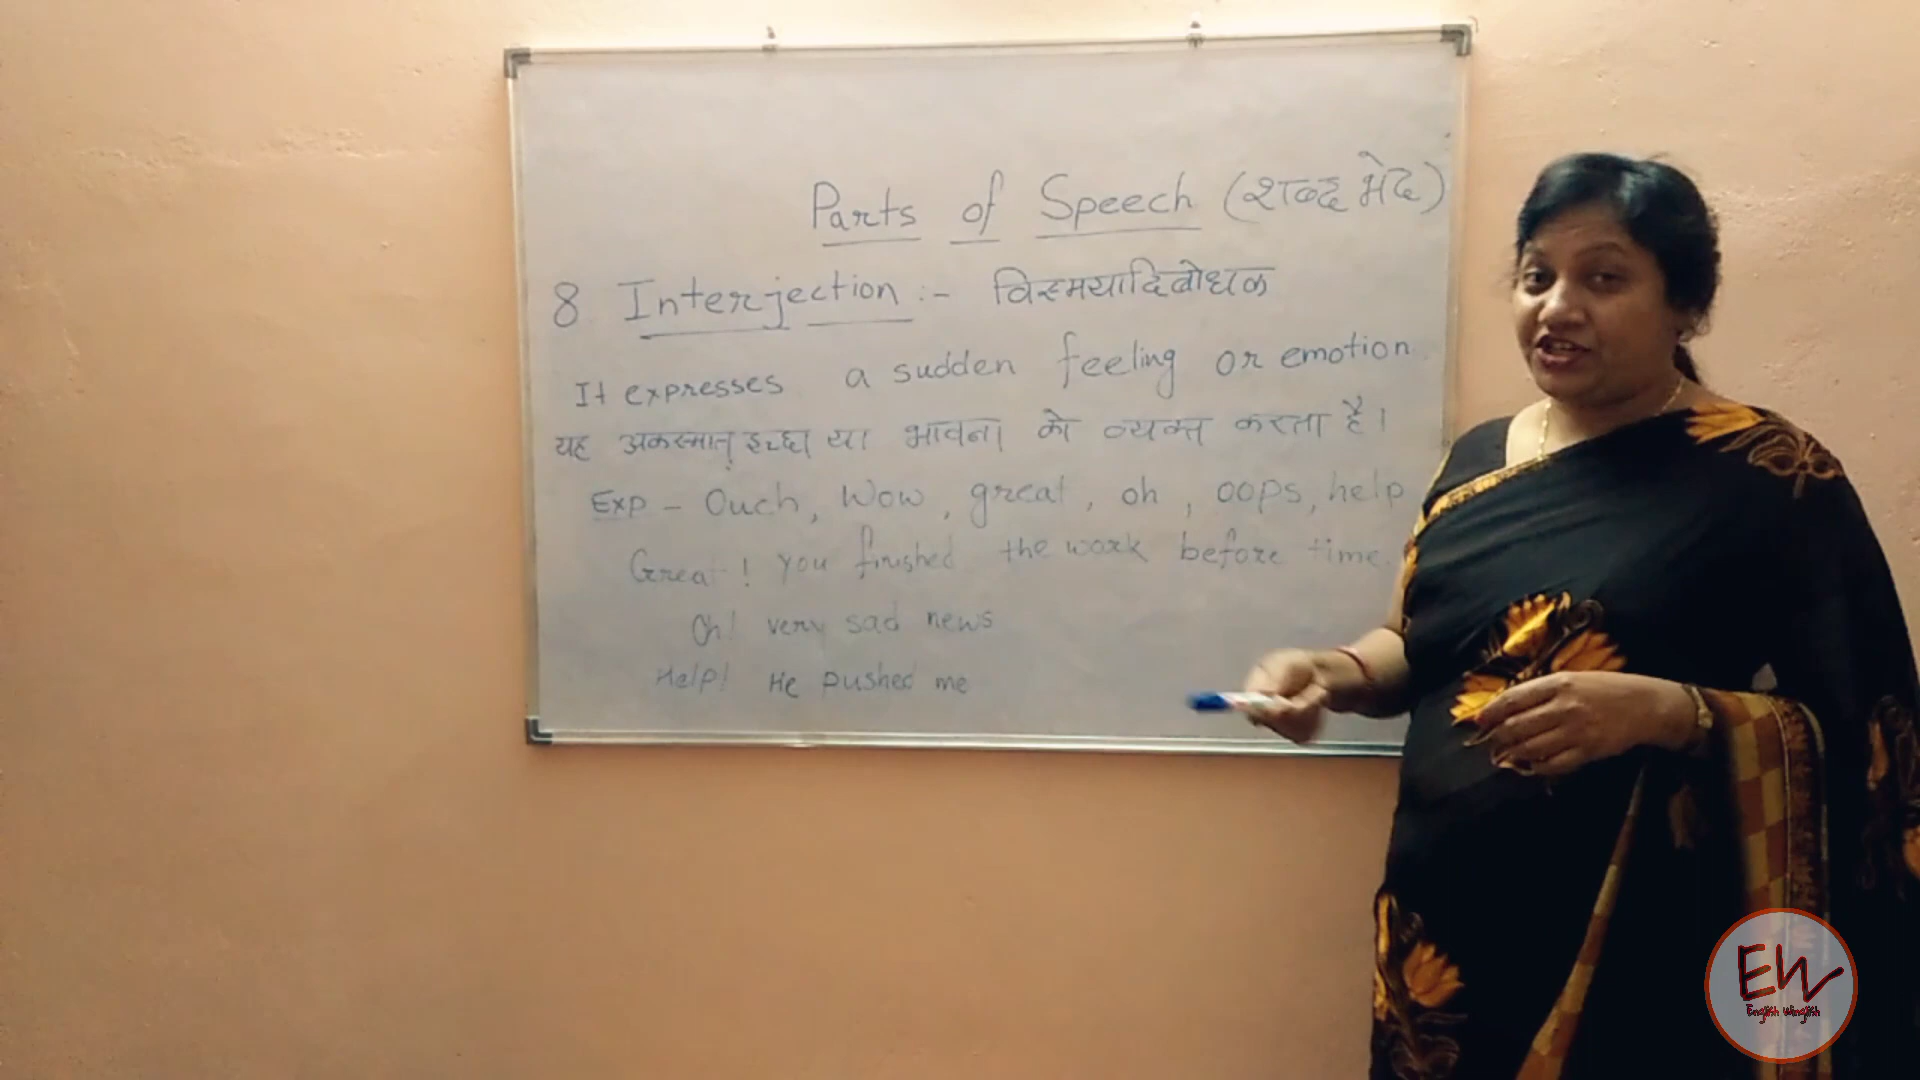 Parts of Speech (शब्द भेद)
8. Interjection :- विस्मयादिबोधक
It expresses a sudden feeling or emotion.
यह अकस्मात् इच्छा या भावना को व्यक्त करता है।
Exp - Ouch, Wow, great, oh, oops, help
Great! You finished the work before time.
Oh! very sad news
Help! He pushed me
EW
English Winglish